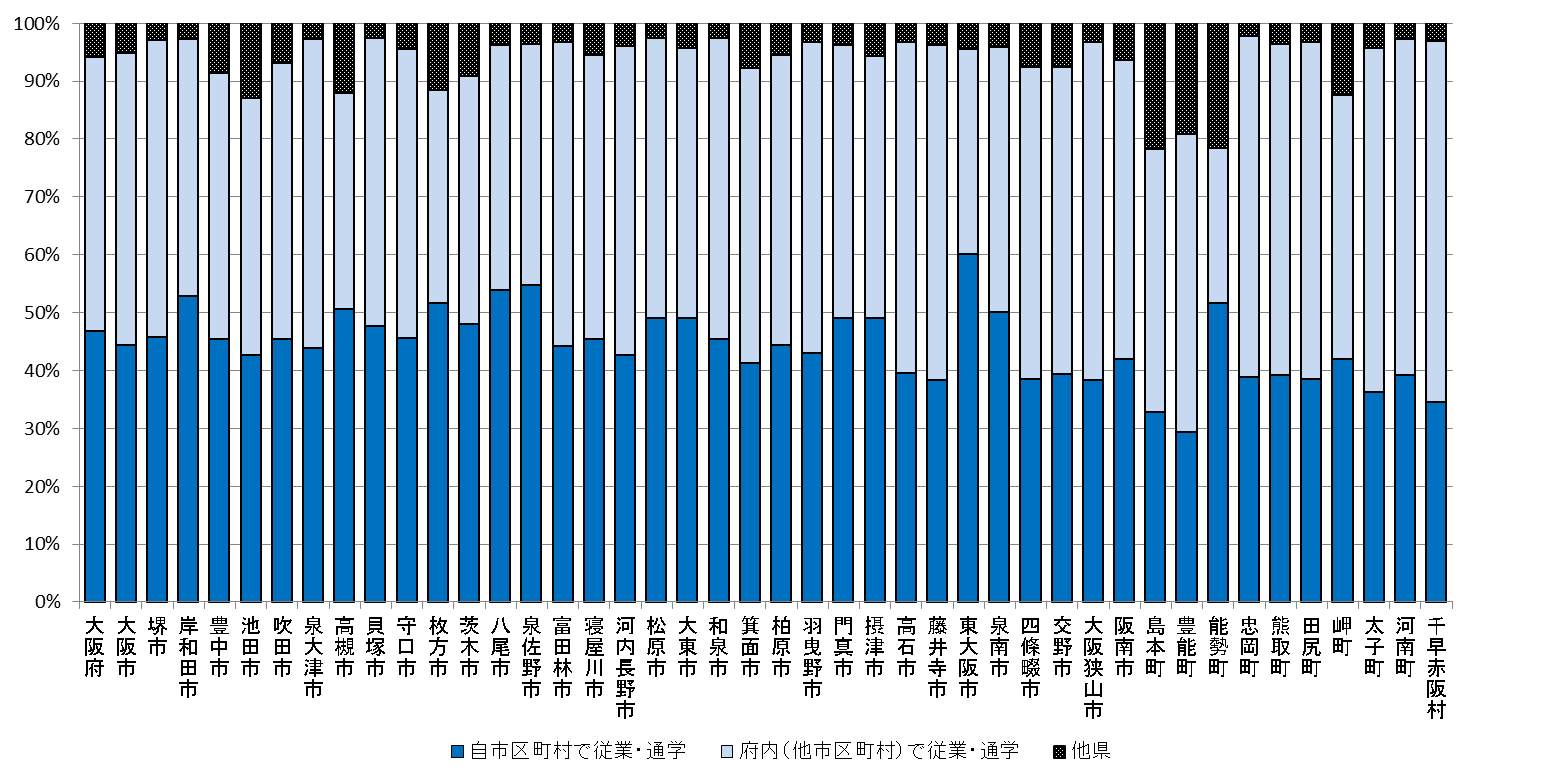 100%
90%
80%
70%
60%
50%
40%
30%
20%
10%
0%
大阪府
大阪市
堺市
岸和田市
豊中市
池田市
吹田市
泉大津市
高槻市
貝塚市
守口市
枚方市
茨木市
八尾市
泉佐野市
富田林市
寝屋川市
河内長野市
松原市
大東市
和泉市
箕面市
柏原市
羽曳野市
門真市
摂津市
高石市
藤井寺市
東大阪市
泉南市
四條畷市
交野市
大阪狭山市
阪南市
島本町
豊能町
能勢町
忠岡町
熊取町
田尻町
岬町
太子町
河南町
千早赤阪村
自市区町村で従業・通学 府内(他市区町村)で従業・通学 他県